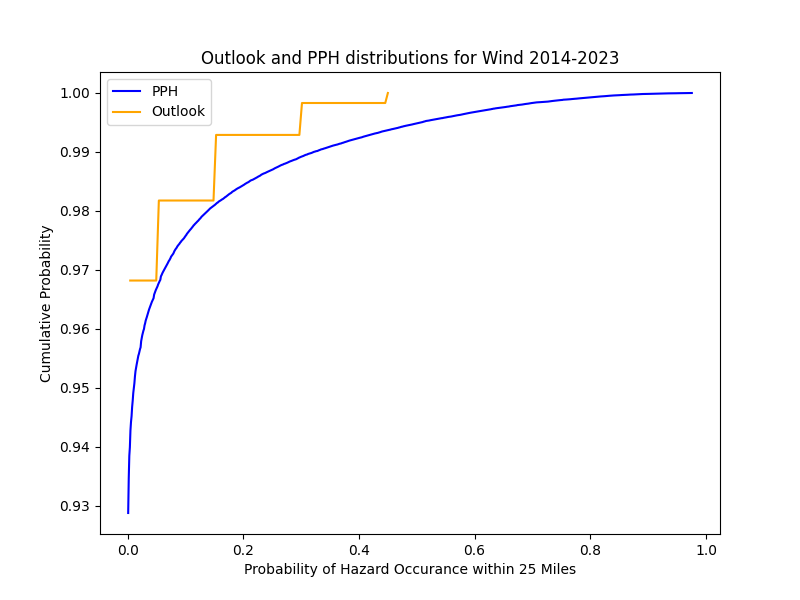 Outlook and PPH distributions for Wind 2014-2023
PPH
Outlook
1.00
0.99
0.98
0.97
0.96
0.95
0.94
0.93
Cumulative Probability
0.0 0.2 0.4 0.6 0.8 1.0
Probability of Hazard Occurance within 25 Miles